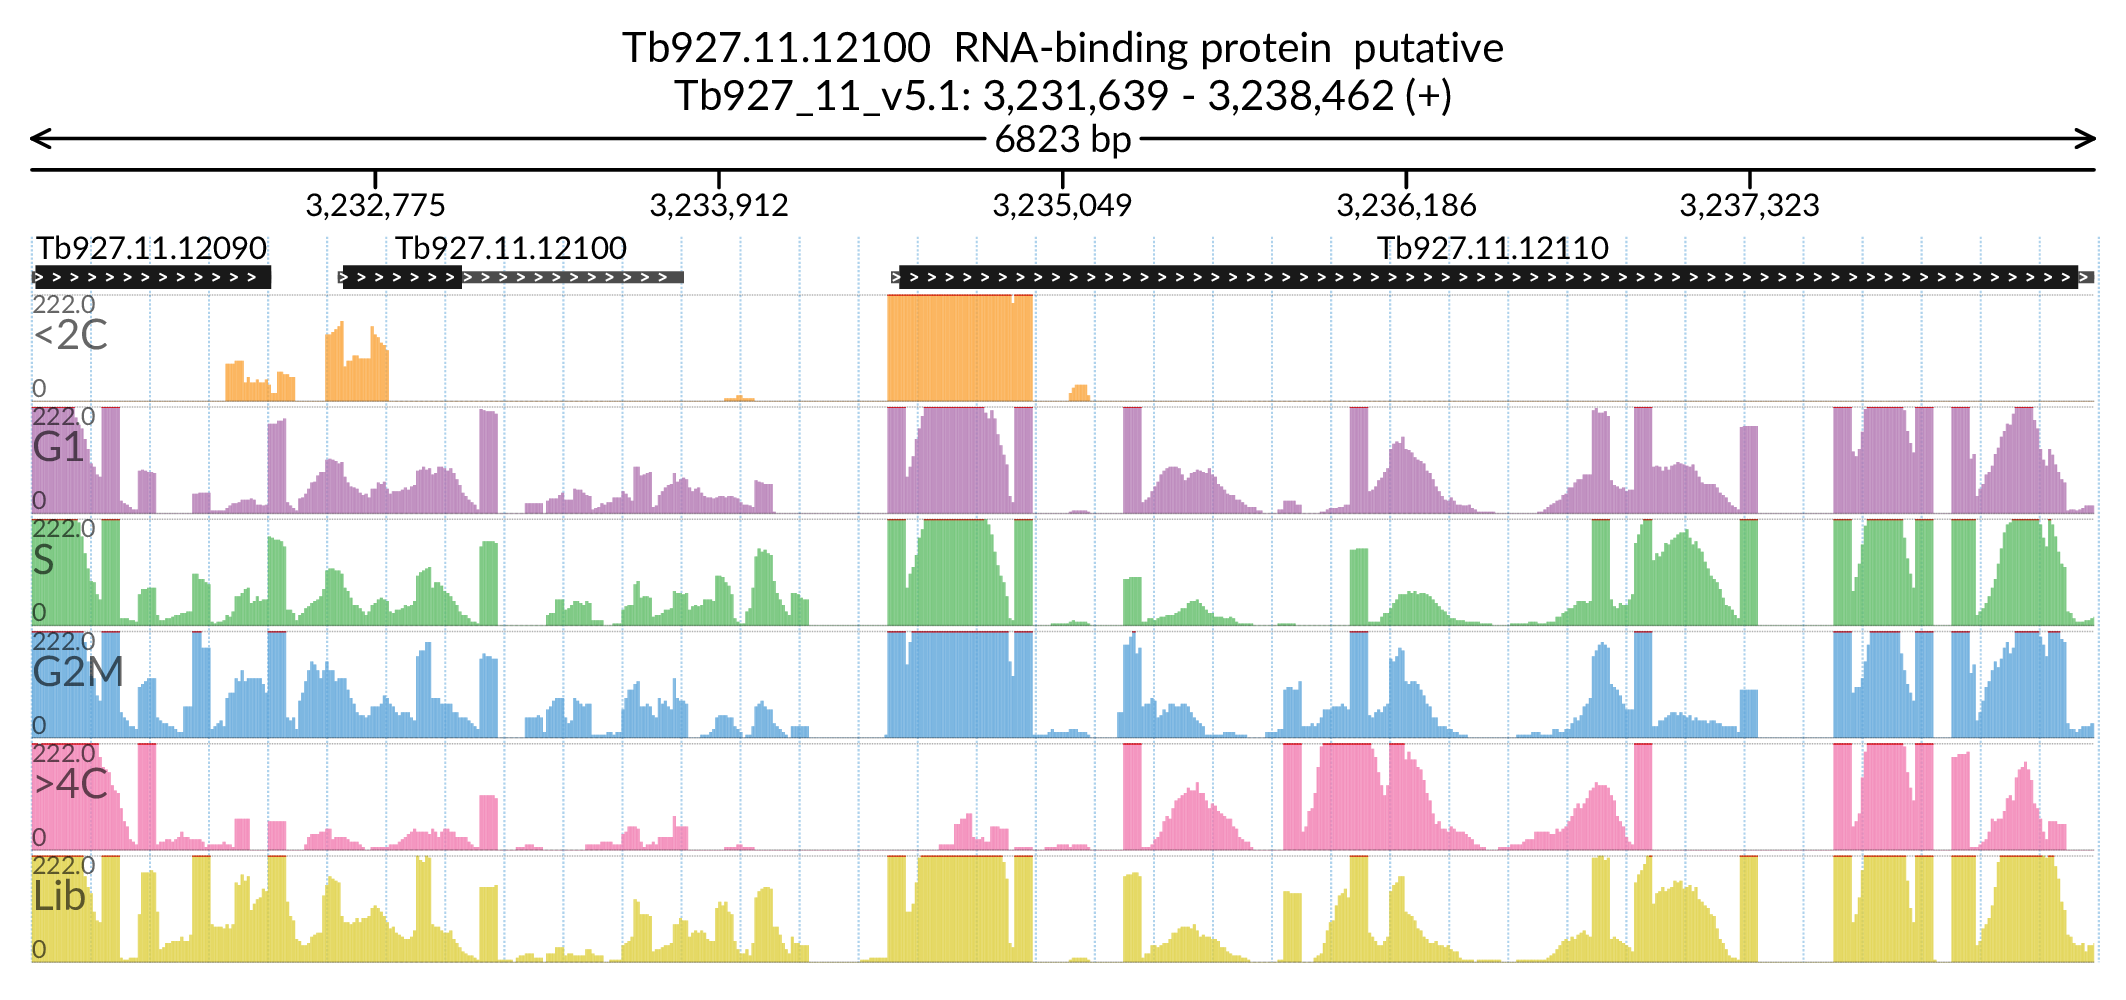 Tb927.11.12100  RNA-binding protein  putative
Tb927_11_v5.1: 3,231,639 - 3,238,462 (+)
6823 bp
3,232,775 3,233,912 3,235,049 3,236,186 3,237,323
Tb927.11.12090 Tb927.11.12100 Tb927.11.12110
222.0
<2C
0
222.0
G1
0
222.0
S
0
222.0
G2M
0
222.0
>4C
0
222.0
Lib
0